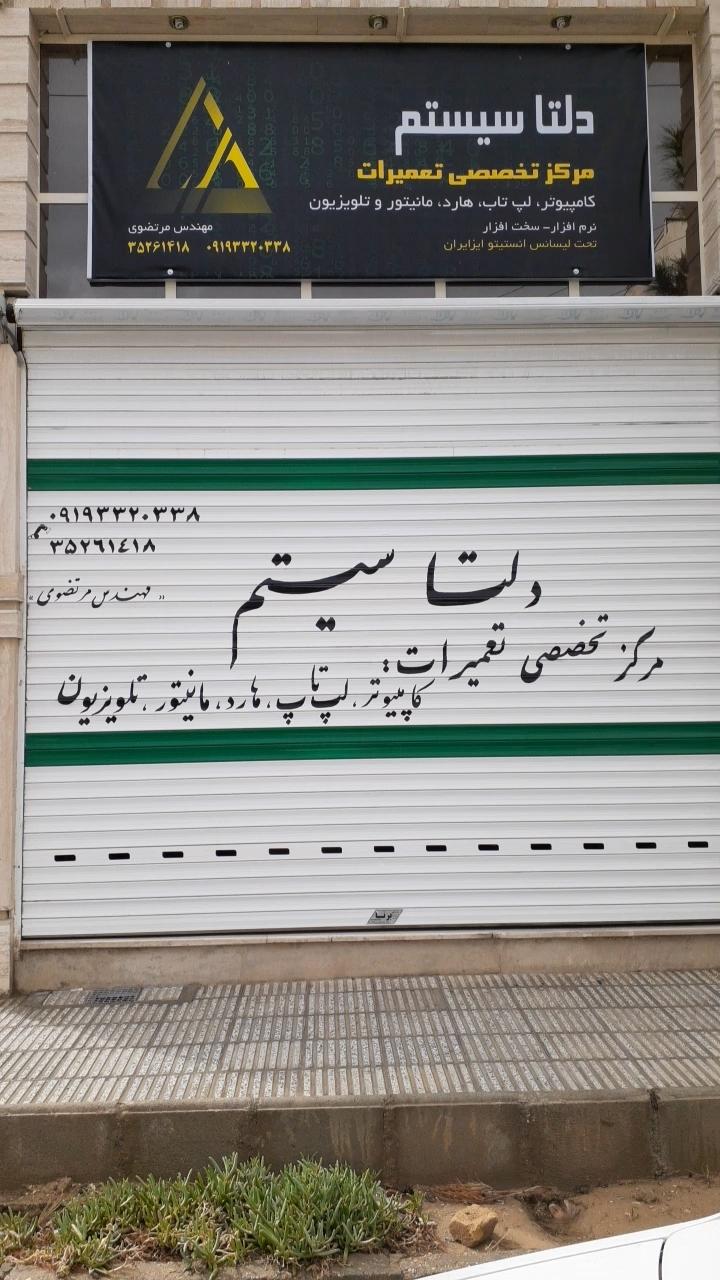 دلتا سیستم
مرکز تخصصی تعمیرات
کامپیوتر، لپ تاپ، هارد، مانیتور و تلویزیون
نرم افزار- سخت افزار
تحت لیسانس انستیتو ایزایران
مهندس مرتضوی
۳۵۲۶۱۴۱۸ ۰۹۱۹۳۳۲۰۳۳۸
۰۹۱۹۳۳۲۰۳۳۸
۳۵۲۶۱۴۱۸
«مهندس مرتضوی»
دلتا سیستم
مرکز تخصصی تعمیرات:
کامپیوتر، لپ تاپ، هارد، مانیتور، تلویزیون